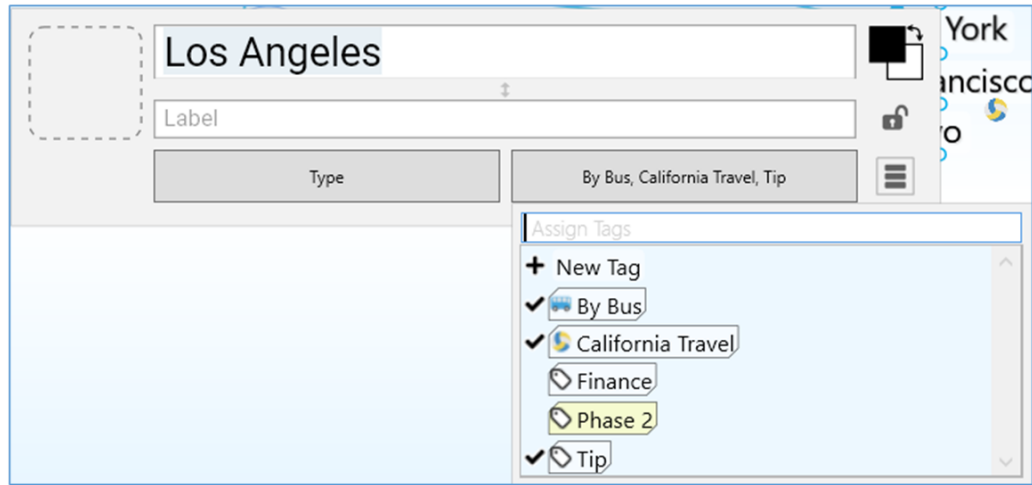 Los Angeles
York
ancisco
Label
Type
By Bus, California Travel, Tip
Assign Tags
New Tag
By Bus
California Travel
Finance
Phase 2
Tip